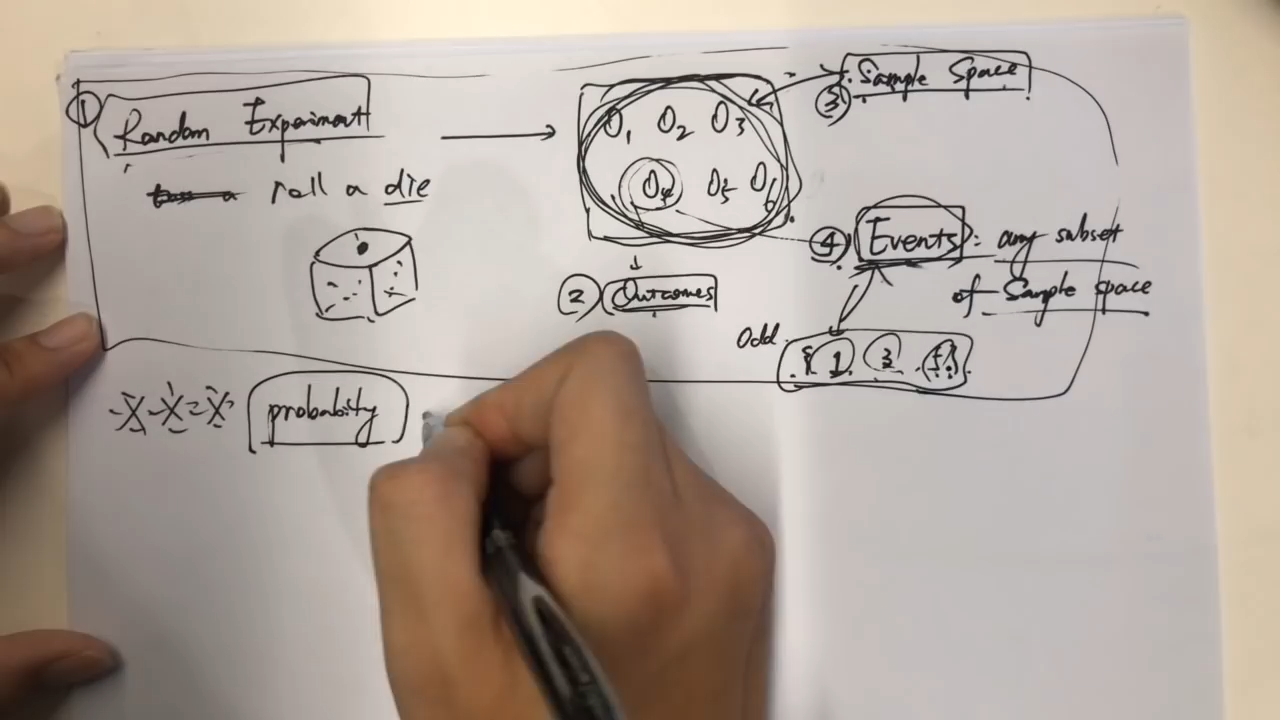 ① Random Experiment
roll a die
O₁ O₂ O₃
O₄ O₅ O₆
③ Sample Space
④ Events: any subset
of Sample space
② Outcomes
Odd
{1 3 5}
probabity